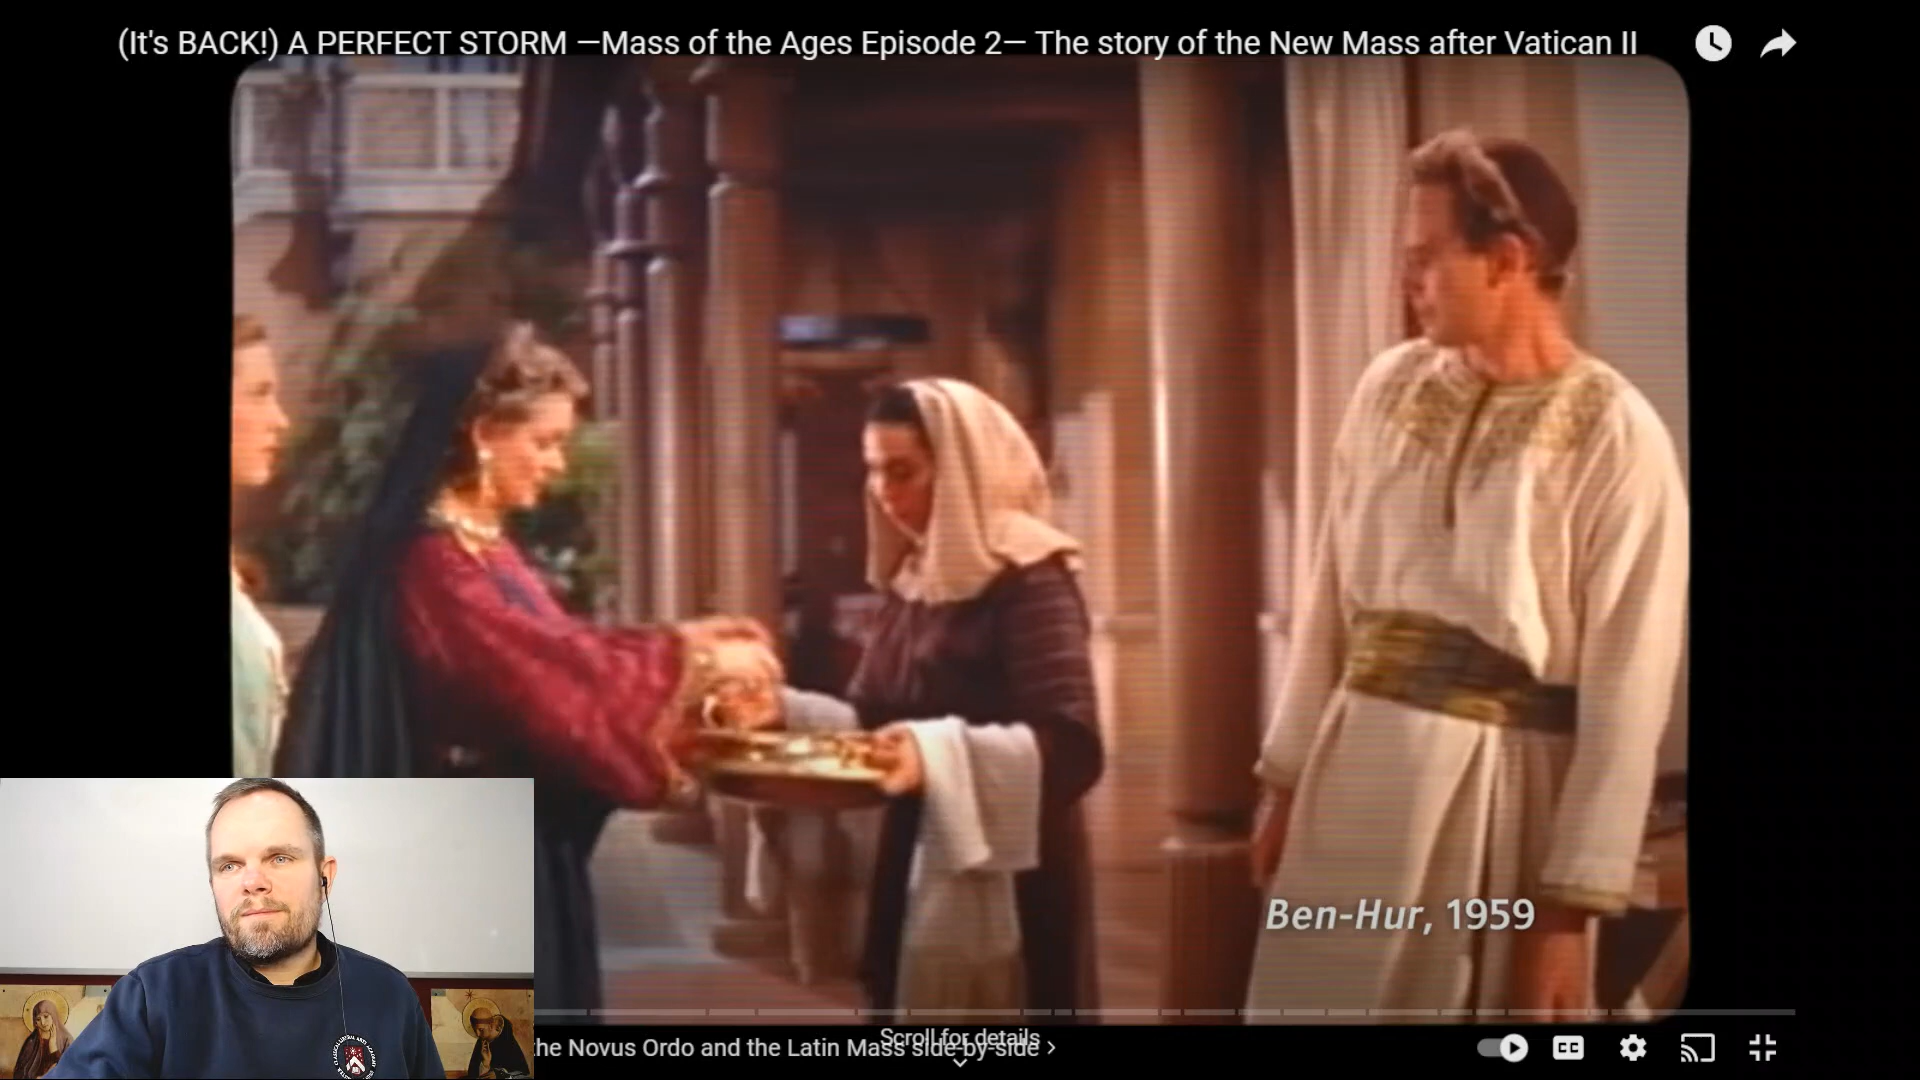 (It's BACK!) A PERFECT STORM —Mass of the Ages Episode 2— The story of the New Mass after Vatican II
Ben-Hur, 1959
Scroll for details
the Novus Ordo and the Latin Mass side-by-side
CC